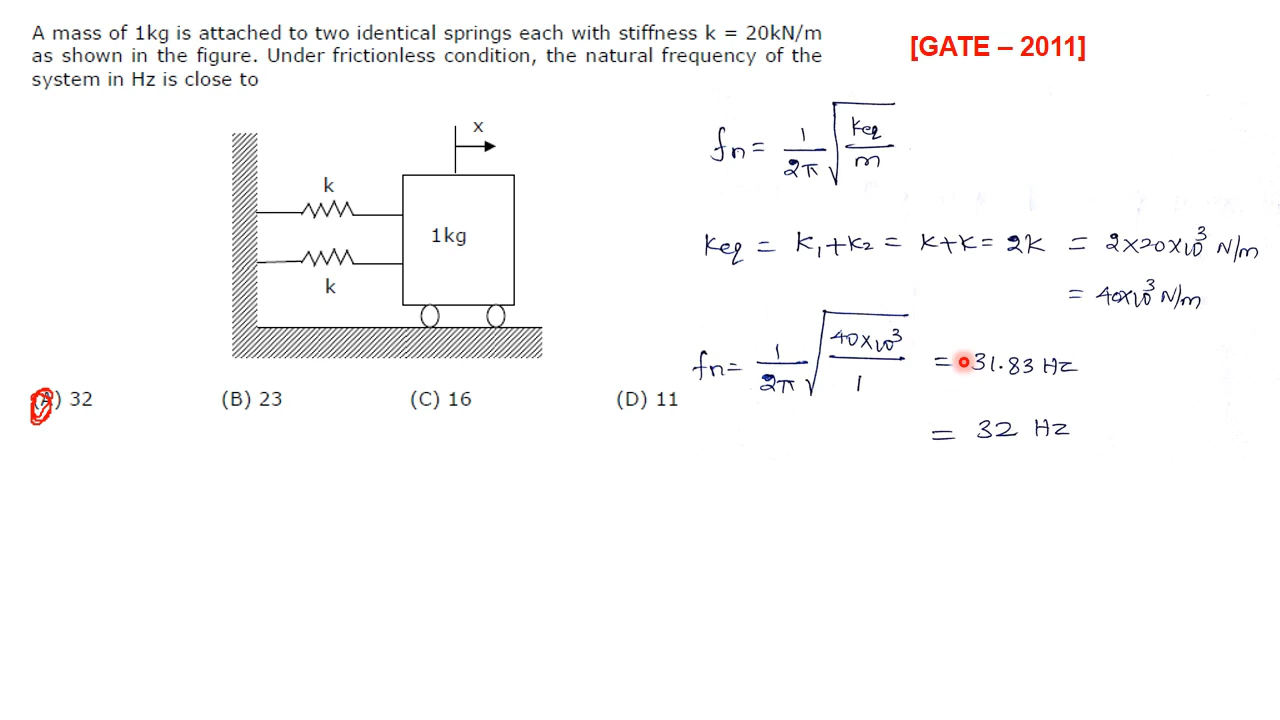 A mass of 1kg is attached to two identical springs each with stiffness k = 20kN/m
as shown in the figure. Under frictionless condition, the natural frequency of the
system in Hz is close to
[GATE – 2011]
x
k
1kg
k
(A) 32
(B) 23
(C) 16
(D) 11
fn = 1/2π √(keq/m)
keq = k₁+k₂ = k+k = 2k = 2×20×10³ N/m
= 40×10³ N/m
fn = 1/2π √(40×10³/1) = 31.83 Hz
= 32 Hz